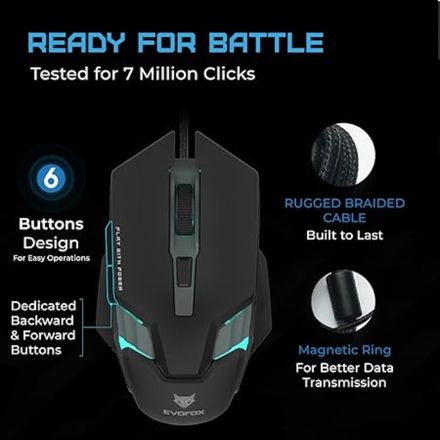 READY FOR BATTLE
Tested for 7 Million Clicks
6
Buttons
Design
For Easy Operations
PLAY WITH POWER
Dedicated
Backward
& Forward
Buttons
RUGGED BRAIDED
CABLE
Built to Last
Magnetic Ring
For Better Data
Transmission
EVOFOX